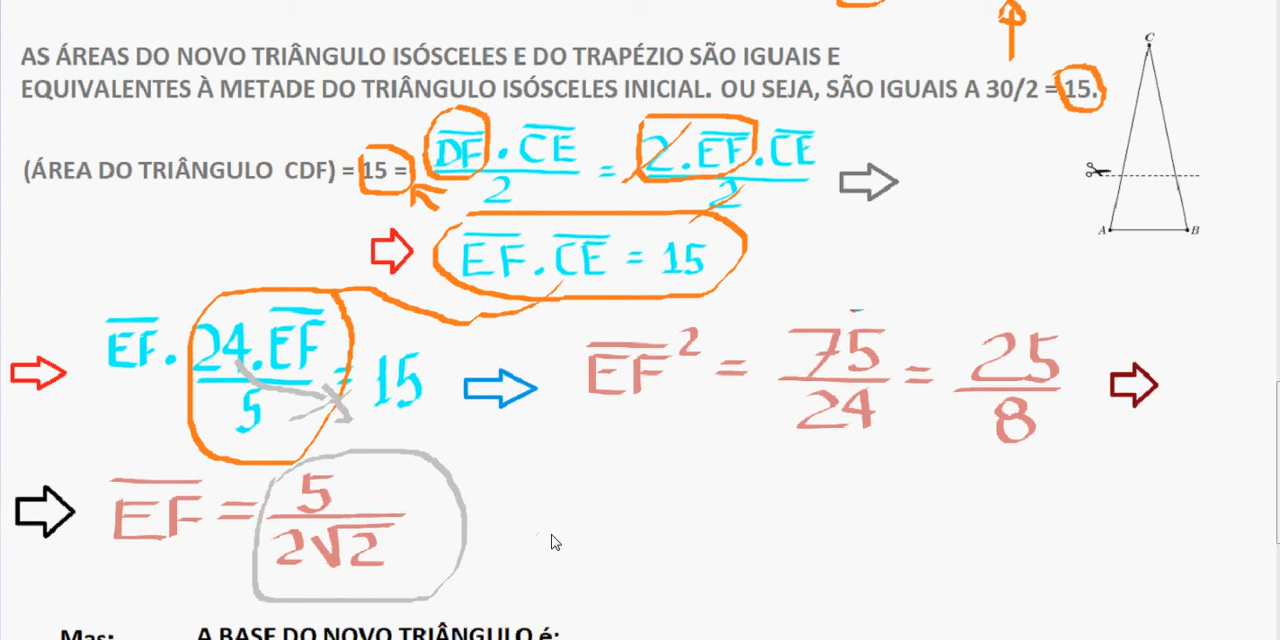 AS ÁREAS DO NOVO TRIÂNGULO ISÓSCELES E DO TRAPÉZIO SÃO IGUAIS E
EQUIVALENTES À METADE DO TRIÂNGULO ISÓSCELES INICIAL. OU SEJA, SÃO IGUAIS A 30/2 = 15.
(ÁREA DO TRIÂNGULO CDF) = 15 = DF . CE / 2 = 2 . EF . CE / 2
EF . CE = 15
EF . 24 . EF / 5 = 15
EF² = 75 / 24 = 25 / 8
EF = 5 / 2√2
C
A
B
Mas: A BASE DO NOVO TRIÂNGULO é: